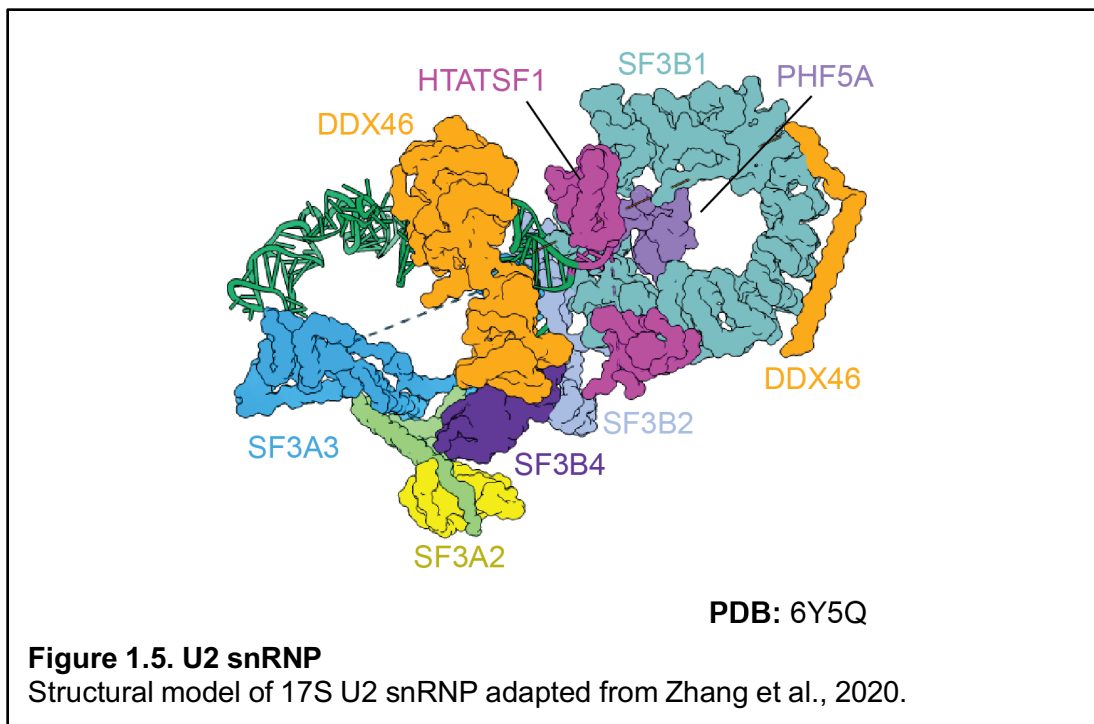 SF3B1
HTATSF1
PHF5A
DDX46
DDX46
SF3B2
SF3A3
SF3B4
SF3A2
PDB: 6Y5Q
Figure 1.5. U2 snRNP
Structural model of 17S U2 snRNP adapted from Zhang et al., 2020.